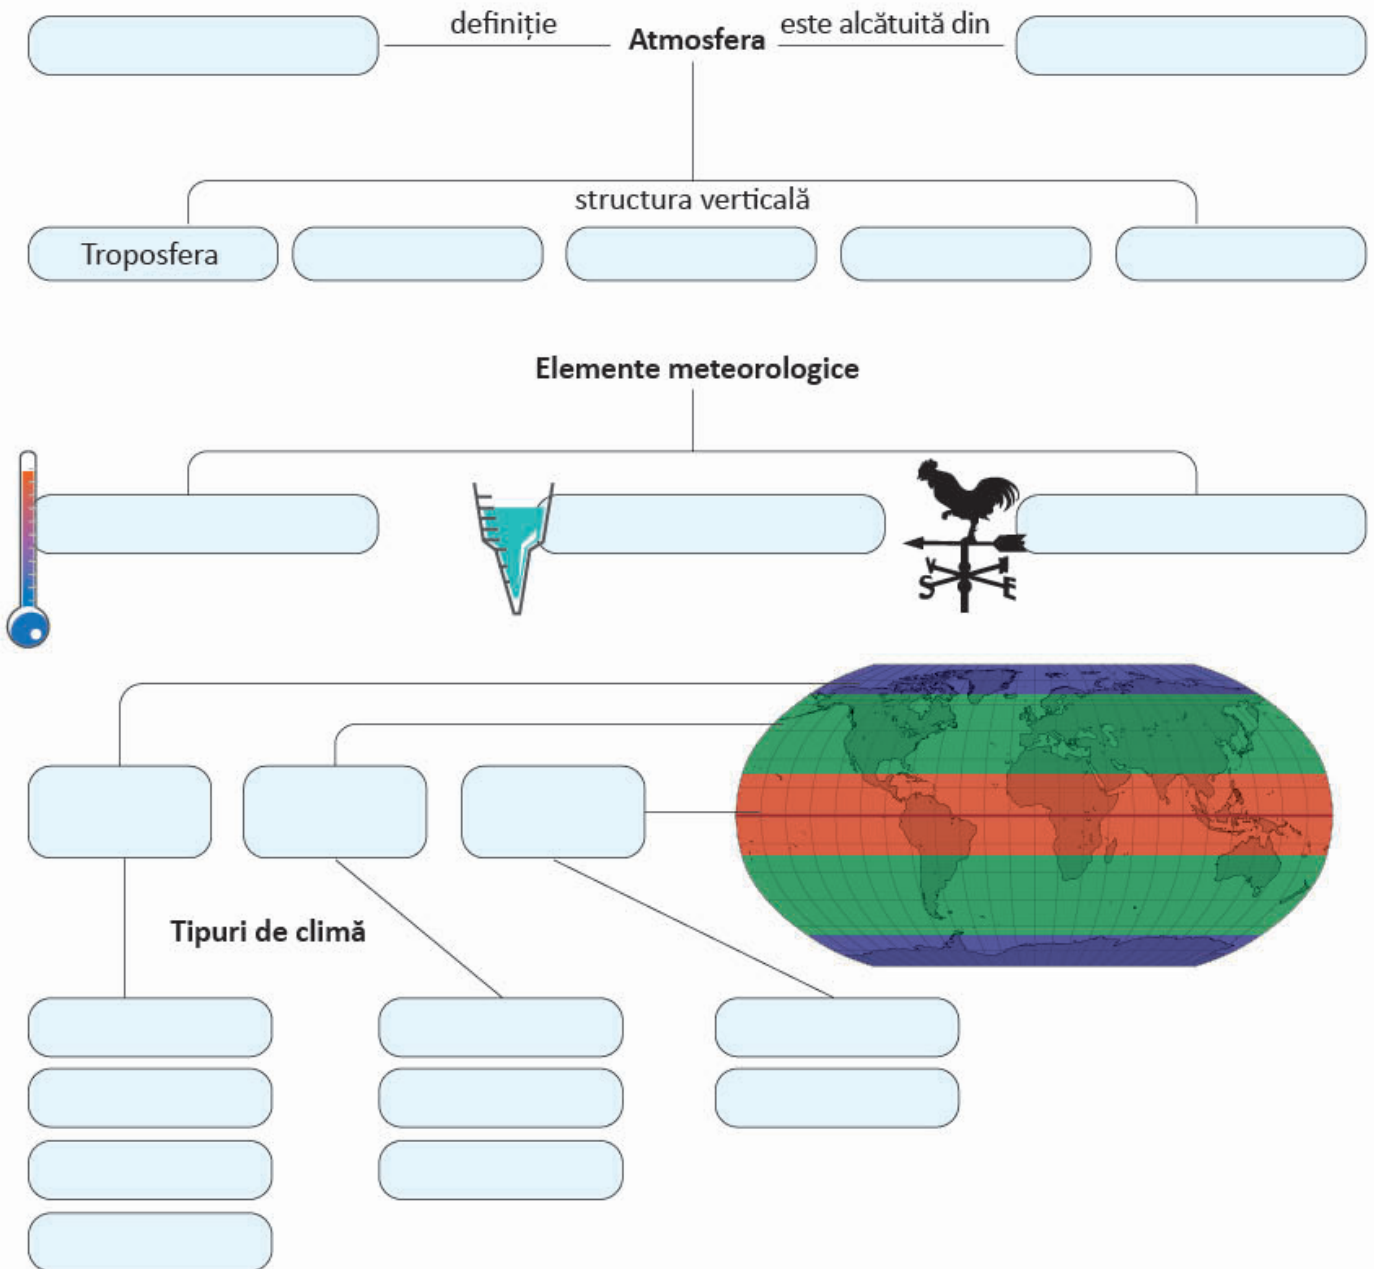 definiție
Atmosfera
este alcătuită din
structura verticală
Troposfera
Elemente meteorologice
V
S
E
Tipuri de climă